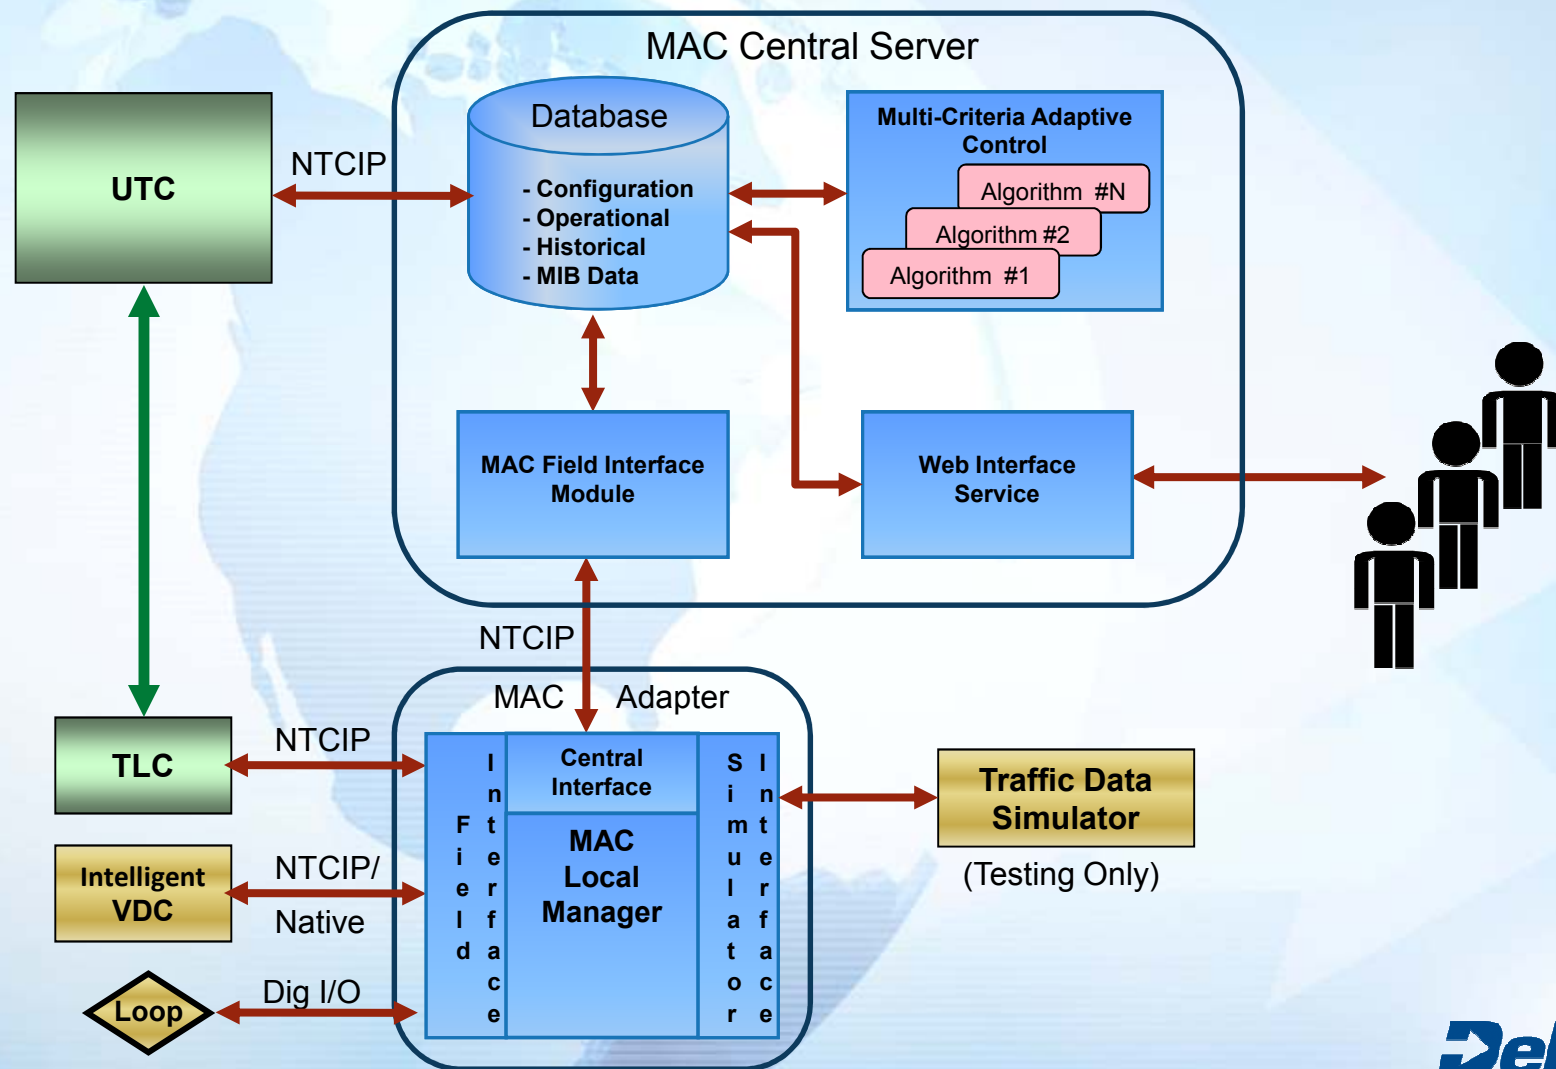 MAC Central Server
UTC
NTCIP
Database
- Configuration
- Operational
- Historical
- MIB Data
Multi-Criteria Adaptive
Control
Algorithm #N
Algorithm #2
Algorithm #1
MAC Field Interface
Module
Web Interface
Service
NTCIP
MAC Adapter
TLC
NTCIP
Intelligent
VDC
NTCIP/
Native
Loop
Dig I/O
Field
Interface
Central
Interface
MAC
Local
Manager
Simulator
Interface
Traffic Data
Simulator
(Testing Only)